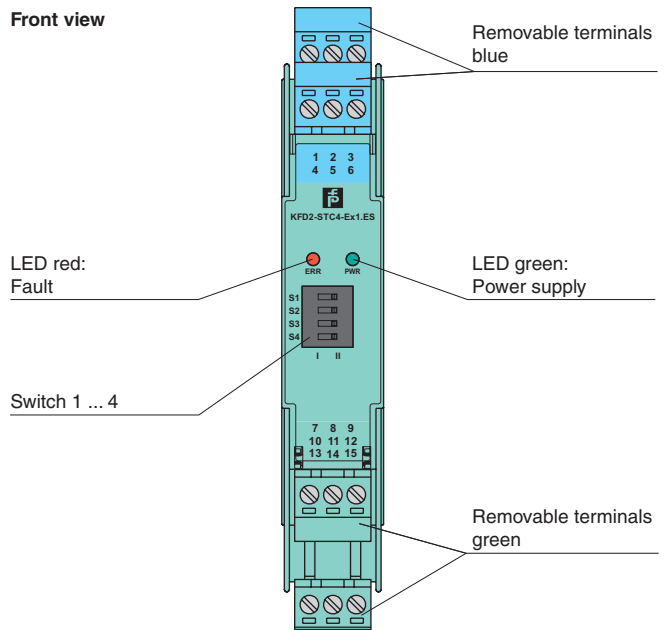 Front view
Removable terminals
blue
1 2 3
4 5 6
KFD2-STC4-Ex1.ES
LED red:
Fault
ERR
PWR
LED green:
Power supply
S1
S2
S3
S4
I II
Switch 1 ... 4
7 8 9
10 11 12
13 14 15
Removable terminals
green